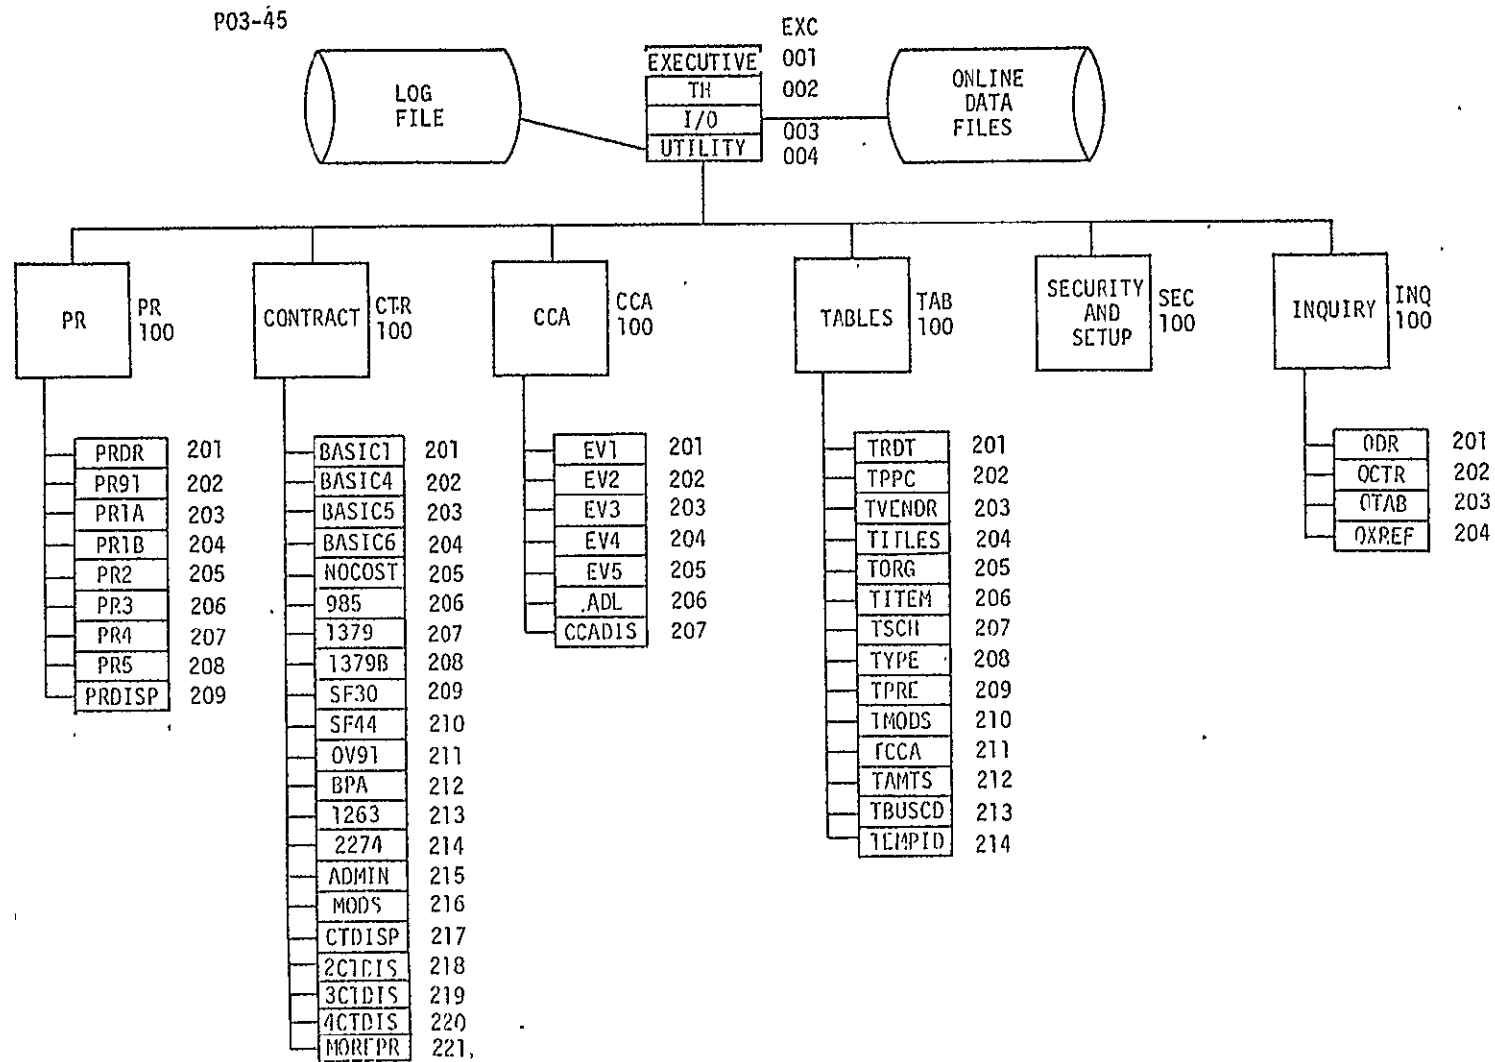 P03-45
EXC
LOG
FILE
EXECUTIVE 001
TH 002
I/O 003
UTILITY 004
ONLINE
DATA
FILES
PR
PR
100
CONTRACT
CTR
100
CCA
CCA
100
TABLES
TAB
100
SECURITY
AND
SETUP
SEC
100
INQUIRY
INQ
100
PRDR 201
PR91 202
PR1A 203
PR1B 204
PR2 205
PR3 206
PR4 207
PR5 208
PRDISP 209
BASIC1 201
BASIC4 202
BASIC5 203
BASIC6 204
NOCOST 205
985 206
1379 207
1379B 208
SF30 209
SF44 210
OV91 211
BPA 212
1263 213
2274 214
ADMIN 215
MODS 216
CTDISP 217
2CTDIS 218
3CTDIS 219
4CTDIS 220
MOREPR 221
EV1 201
EV2 202
EV3 203
EV4 204
EV5 205
ADL 206
CCADIS 207
TRDT 201
TPPC 202
TVENDR 203
TITLES 204
TORG 205
TITEM 206
TSCH 207
TYPE 208
TPRE 209
TMODS 210
TCCA 211
TAMTS 212
TBUSCD 213
TEMPID 214
QDR 201
QCTR 202
QTAB 203
QXREF 204